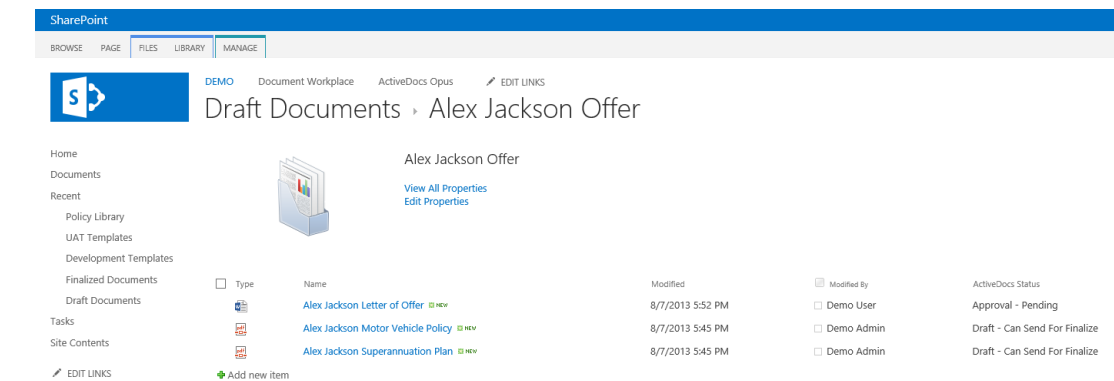 SharePoint
BROWSE PAGE FILES LIBRARY MANAGE
DEMO Document Workplace ActiveDocs Opus EDIT LINKS
Draft Documents ▸ Alex Jackson Offer
S
Home
Documents
Recent
Policy Library
UAT Templates
Development Templates
Finalized Documents
Draft Documents
Tasks
Site Contents
EDIT LINKS
Alex Jackson Offer
View All Properties
Edit Properties
Type Name Modified Modified By ActiveDocs Status
Alex Jackson Letter of Offer NEW 8/7/2013 5:52 PM Demo User Approval - Pending
Alex Jackson Motor Vehicle Policy NEW 8/7/2013 5:45 PM Demo Admin Draft - Can Send For Finalize
Alex Jackson Superannuation Plan NEW 8/7/2013 5:45 PM Demo Admin Draft - Can Send For Finalize
Add new item